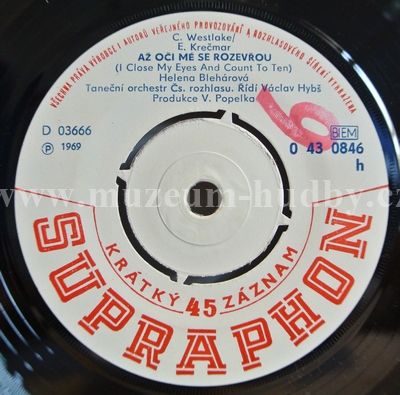 VŠECHNA PRÁVA VÝROBCE I AUTORŮ VEŘEJNÉHO PROVOZOVÁNÍ A ROZHLASOVÉHO ŠÍŘENÍ VYHRAZENA
C. Westlake/
E. Krečmar
AŽ OČI MÉ SE ROZEVŘOU
(I Close My Eyes And Count To Ten)
Helena Blehárová
Taneční orchestr Čs. rozhlasu. Řídí Václav Hybš
Produkce V. Popelka
D 03666
℗ 1969
6
BIEM
0 43 0846
h
www.muzeum-hudby.cz
KRÁTKÝ 45 ZÁZNAM
SUPRAPHON